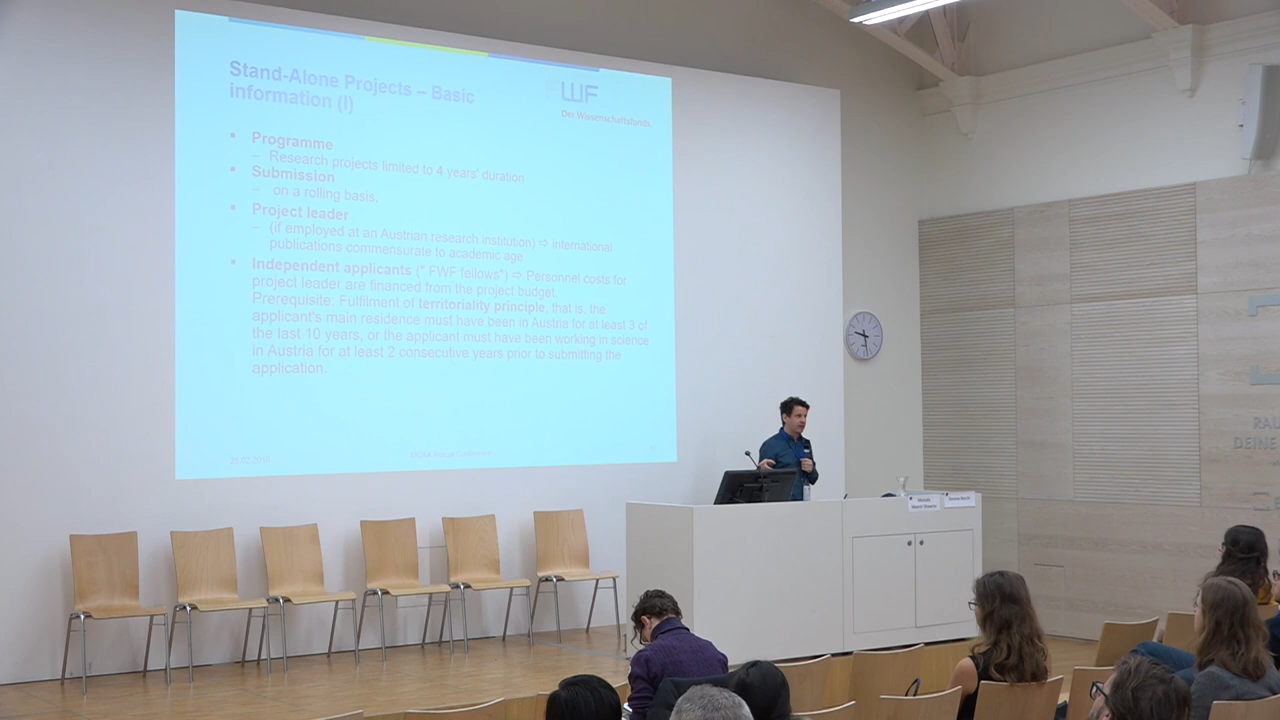 Stand-Alone Projects – Basic
information (I)
FWF
Der Wissenschaftsfonds.
▪ Programme
– Research projects limited to 4 years' duration
▪ Submission
– on a rolling basis.
▪ Project leader
– (if employed at an Austrian research institution) ⇨ international
publications commensurate to academic age
▪ Independent applicants (" FWF fellows") ⇨ Personnel costs for
project leader are financed from the project budget.
Prerequisite: Fulfilment of territoriality principle, that is, the
applicant's main residence must have been in Austria for at least 3 of
the last 10 years, or the applicant must have been working in science
in Austria for at least 2 consecutive years prior to submitting the
application.
RAU
DEINE